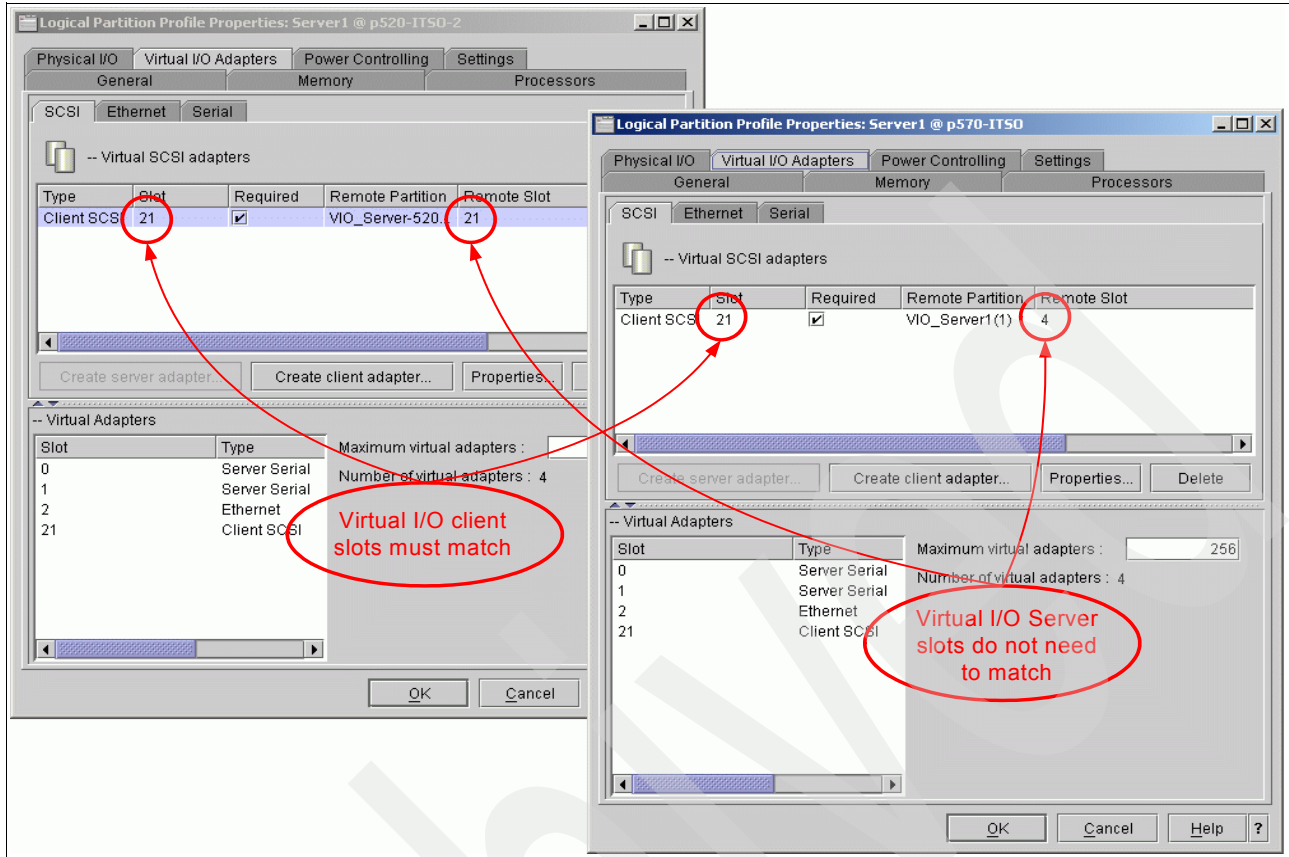 Logical Partition Profile Properties: Server1 @ p520-ITSO-2
Physical I/O Virtual I/O Adapters Power Controlling Settings
General Memory Processors
SCSI Ethernet Serial
-- Virtual SCSI adapters
Type Slot Required Remote Partition Remote Slot
Client SCS 21 VIO_Server-520... 21
Create server adapter... Create client adapter... Properties...
-- Virtual Adapters
Slot Type
0 Server Serial
1 Server Serial
2 Ethernet
21 Client SCSI
Maximum virtual adapters :
Number of virtual adapters : 4
Virtual I/O client
slots must match
OK Cancel
Logical Partition Profile Properties: Server1 @ p570-ITSO
Physical I/O Virtual I/O Adapters Power Controlling Settings
General Memory Processors
SCSI Ethernet Serial
-- Virtual SCSI adapters
Type Slot Required Remote Partition Remote Slot
Client SCS 21 VIO_Server1(1) 4
Create server adapter... Create client adapter... Properties... Delete
-- Virtual Adapters
Slot Type
0 Server Serial
1 Server Serial
2 Ethernet
21 Client SCSI
Maximum virtual adapters : 256
Number of virtual adapters : 4
Virtual I/O Server
slots do not need
to match
OK Cancel Help ?